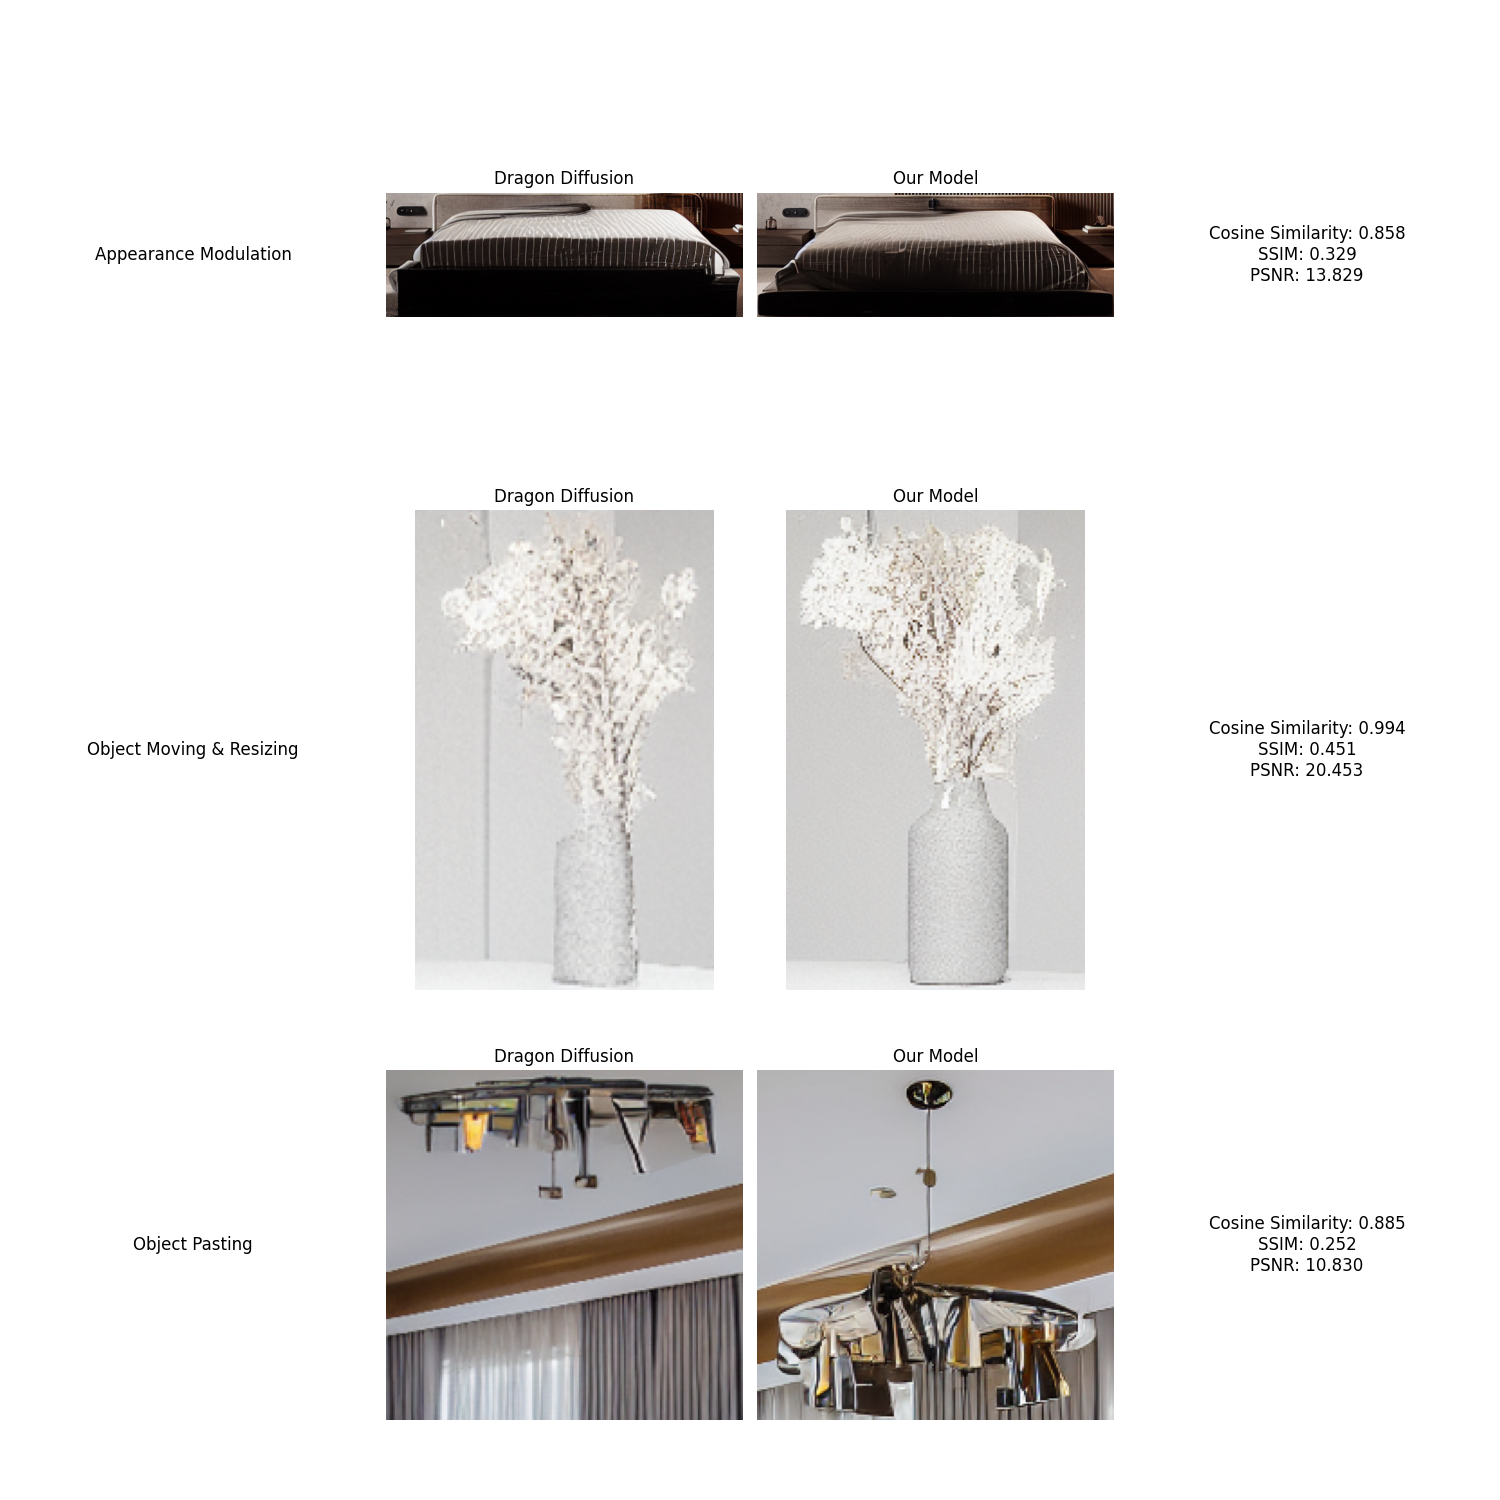 Dragon Diffusion
Our Model
Appearance Modulation
Cosine Similarity: 0.858
SSIM: 0.329
PSNR: 13.829
Dragon Diffusion
Our Model
Object Moving & Resizing
Cosine Similarity: 0.994
SSIM: 0.451
PSNR: 20.453
Dragon Diffusion
Our Model
Object Pasting
Cosine Similarity: 0.885
SSIM: 0.252
PSNR: 10.830